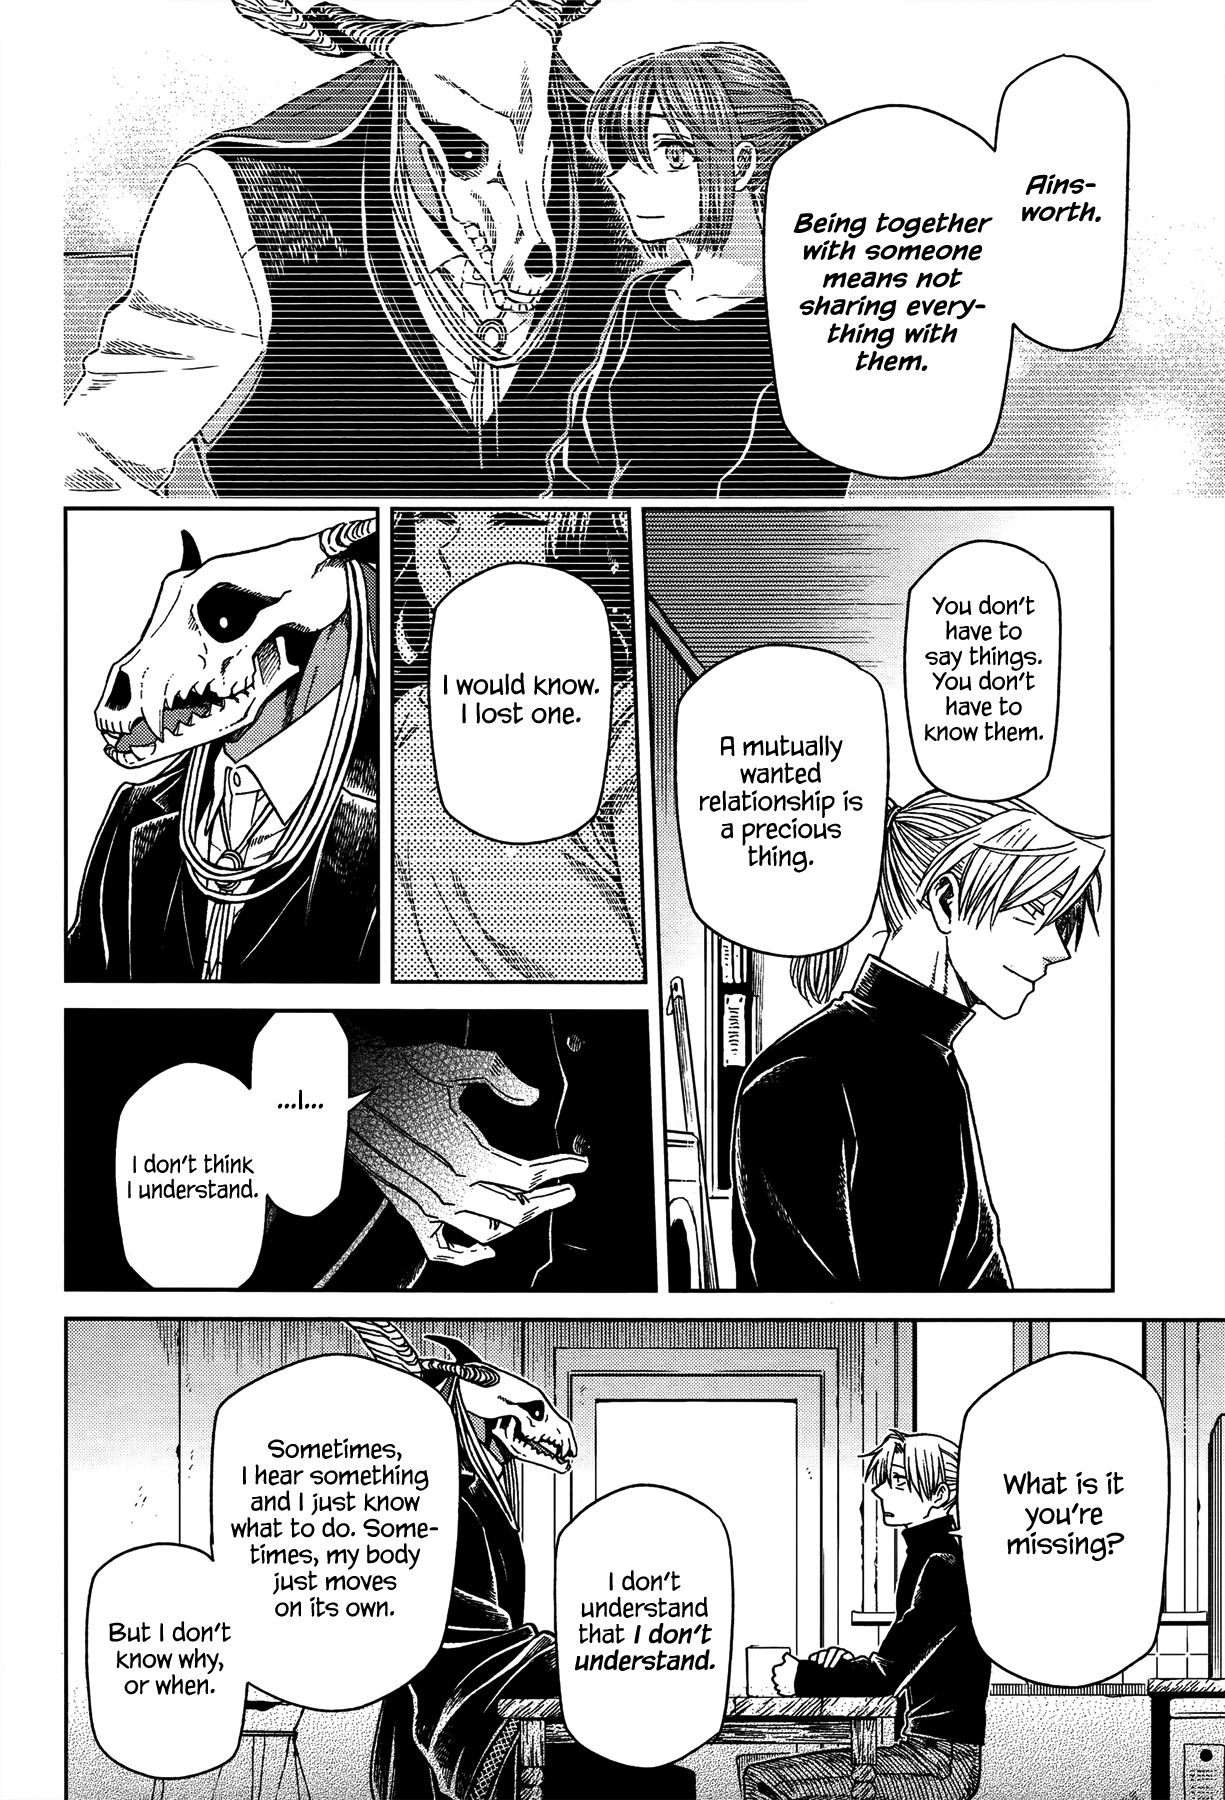 Ains-
worth.
Being together
with someone
means not
sharing every-
thing with
them.
You don't
have to
say things.
You don't
have to
know them.
A mutually
wanted
relationship is
a precious
thing.
I would know.
I lost one.
...I...
I don't think
I understand.
What is it
you're
missing?
I don't
understand
that I don't
understand.
Sometimes,
I hear something
and I just know
what to do. Some-
times, my body
just moves
on its own.
But I don't
know why,
or when.